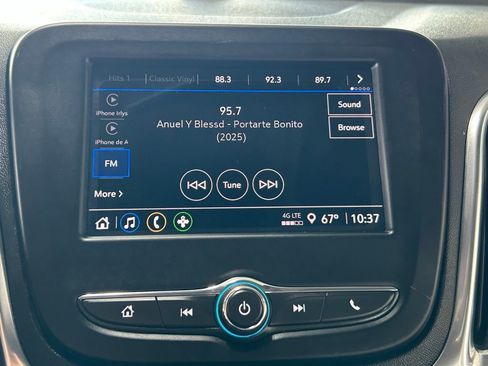 Hits 1 Classic Vinyl 88.3 92.3 89.7
iPhone Irlys
iPhone de A
95.7
Anuel Y Blessd - Portarte Bonito
(2025)
Sound
Browse
FM
More
Tune
4G LTE
67°
10:37